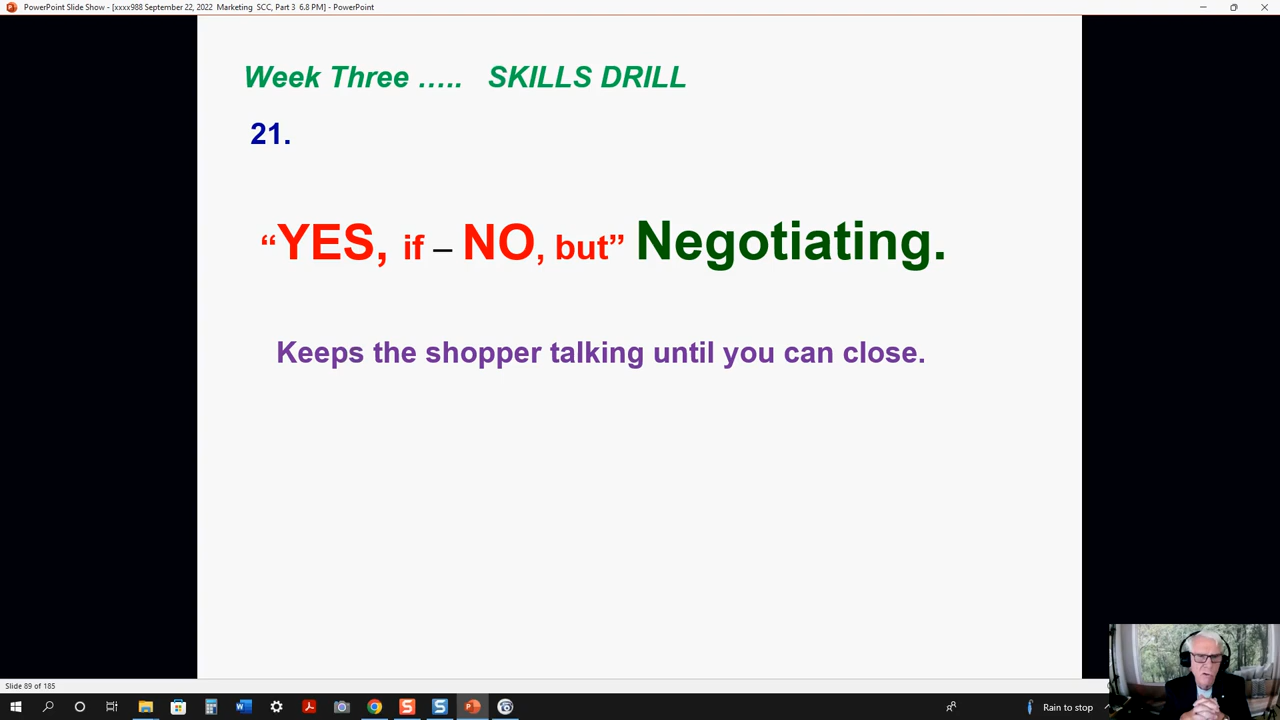 PowerPoint Slide Show - [xxxx988 September 22, 2022  Marketing  SCC, Part 3  6.8 PM] - PowerPoint
Week Three ..... SKILLS DRILL
21.
“YES, if – NO, but” Negotiating.
Keeps the shopper talking until you can close.
Slide 89 of 185
Rain to stop